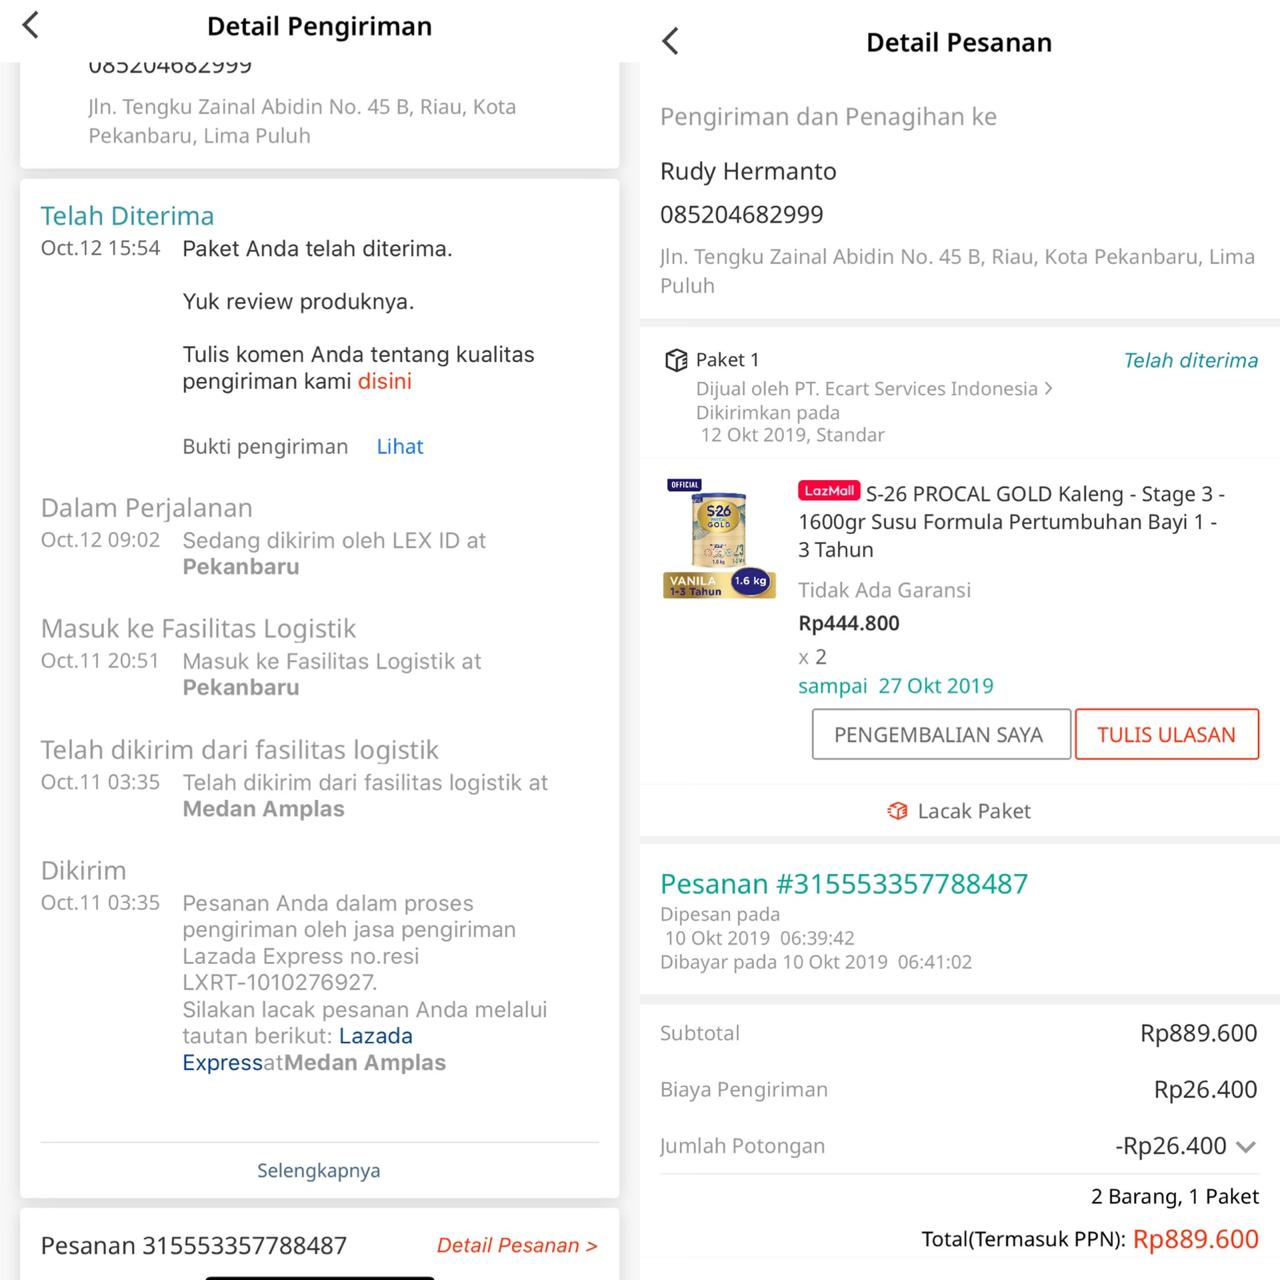 Detail Pengiriman
085204682999
Jln. Tengku Zainal Abidin No. 45 B, Riau, Kota
Pekanbaru, Lima Puluh
Telah Diterima
Oct.12 15:54 Paket Anda telah diterima.
Yuk review produknya.
Tulis komen Anda tentang kualitas
pengiriman kami disini
Bukti pengiriman Lihat
Dalam Perjalanan
Oct.12 09:02 Sedang dikirim oleh LEX ID at
Pekanbaru
Masuk ke Fasilitas Logistik
Oct.11 20:51 Masuk ke Fasilitas Logistik at
Pekanbaru
Telah dikirim dari fasilitas logistik
Oct.11 03:35 Telah dikirim dari fasilitas logistik at
Medan Amplas
Dikirim
Oct.11 03:35 Pesanan Anda dalam proses
pengiriman oleh jasa pengiriman
Lazada Express no.resi
LXRT-1010276927.
Silakan lacak pesanan Anda melalui
tautan berikut: Lazada
ExpressatMedan Amplas
Selengkapnya
Pesanan 315553357788487 Detail Pesanan >
Detail Pesanan
Pengiriman dan Penagihan ke
Rudy Hermanto
085204682999
Jln. Tengku Zainal Abidin No. 45 B, Riau, Kota Pekanbaru, Lima
Puluh
Paket 1 Telah diterima
Dijual oleh PT. Ecart Services Indonesia >
Dikirimkan pada
12 Okt 2019, Standar
OFFICIAL
S-26
PROCAL
GOLD
VANILA
1-3 Tahun
1.6 kg
LazMall S-26 PROCAL GOLD Kaleng - Stage 3 -
1600gr Susu Formula Pertumbuhan Bayi 1 -
3 Tahun
Tidak Ada Garansi
Rp444.800
x 2
sampai 27 Okt 2019
PENGEMBALIAN SAYA TULIS ULASAN
Lacak Paket
Pesanan #315553357788487
Dipesan pada
10 Okt 2019 06:39:42
Dibayar pada 10 Okt 2019 06:41:02
Subtotal Rp889.600
Biaya Pengiriman Rp26.400
Jumlah Potongan -Rp26.400
2 Barang, 1 Paket
Total(Termasuk PPN): Rp889.600